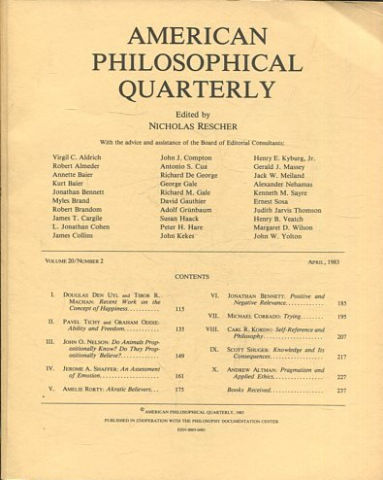 AMERICAN
PHILOSOPHICAL
QUARTERLY
Edited by
NICHOLAS RESCHER
With the advice and assistance of the Board of Editorial Consultants:
Virgil C. Aldrich
Robert Almeder
Annette Baier
Kurt Baier
Jonathan Bennett
Myles Brand
Robert Brandom
James T. Cargile
L. Jonathan Cohen
James Collins
John J. Compton
Antonio S. Cua
Richard De George
George Gale
Richard M. Gale
David Gauthier
Adolf Grünbaum
Susan Haack
Peter H. Hare
John Kekes
Henry E. Kyburg, Jr.
Gerald J. Massey
Jack W. Meiland
Alexander Nehamas
Kenneth M. Sayre
Ernest Sosa
Judith Jarvis Thomson
Henry B. Veatch
Margaret D. Wilson
John W. Yolton
VOLUME 20/NUMBER 2
APRIL, 1983
CONTENTS
I. DOUGLAS DEN UYL AND TIBOR R.
MACHAN: Recent Work on the
Concept of Happiness 115
II. PAVEL TICHY AND GRAHAM ODDIE:
Ability and Freedom 135
III. JOHN O. NELSON: Do Animals Prop-
ositionally Know? Do They Prop-
ositionally Believe? 149
IV. JEROME A. SHAFFER: An Assessment
of Emotion 161
V. AMELIE RORTY: Akratic Believers 175
VI. JONATHAN BENNETT: Positive and
Negative Relevance 185
VII. MICHAEL CORRADO: Trying 195
VIII. CARL R. KORDIG: Self-Reference and
Philosophy 207
IX. SCOTT SHUGER: Knowledge and Its
Consequences 217
X. ANDREW ALTMAN: Pragmatism and
Applied Ethics 227
Books Received 237
© AMERICAN PHILOSOPHICAL QUARTERLY, 1983
PUBLISHED IN COOPERATION WITH THE PHILOSOPHY DOCUMENTATION CENTER